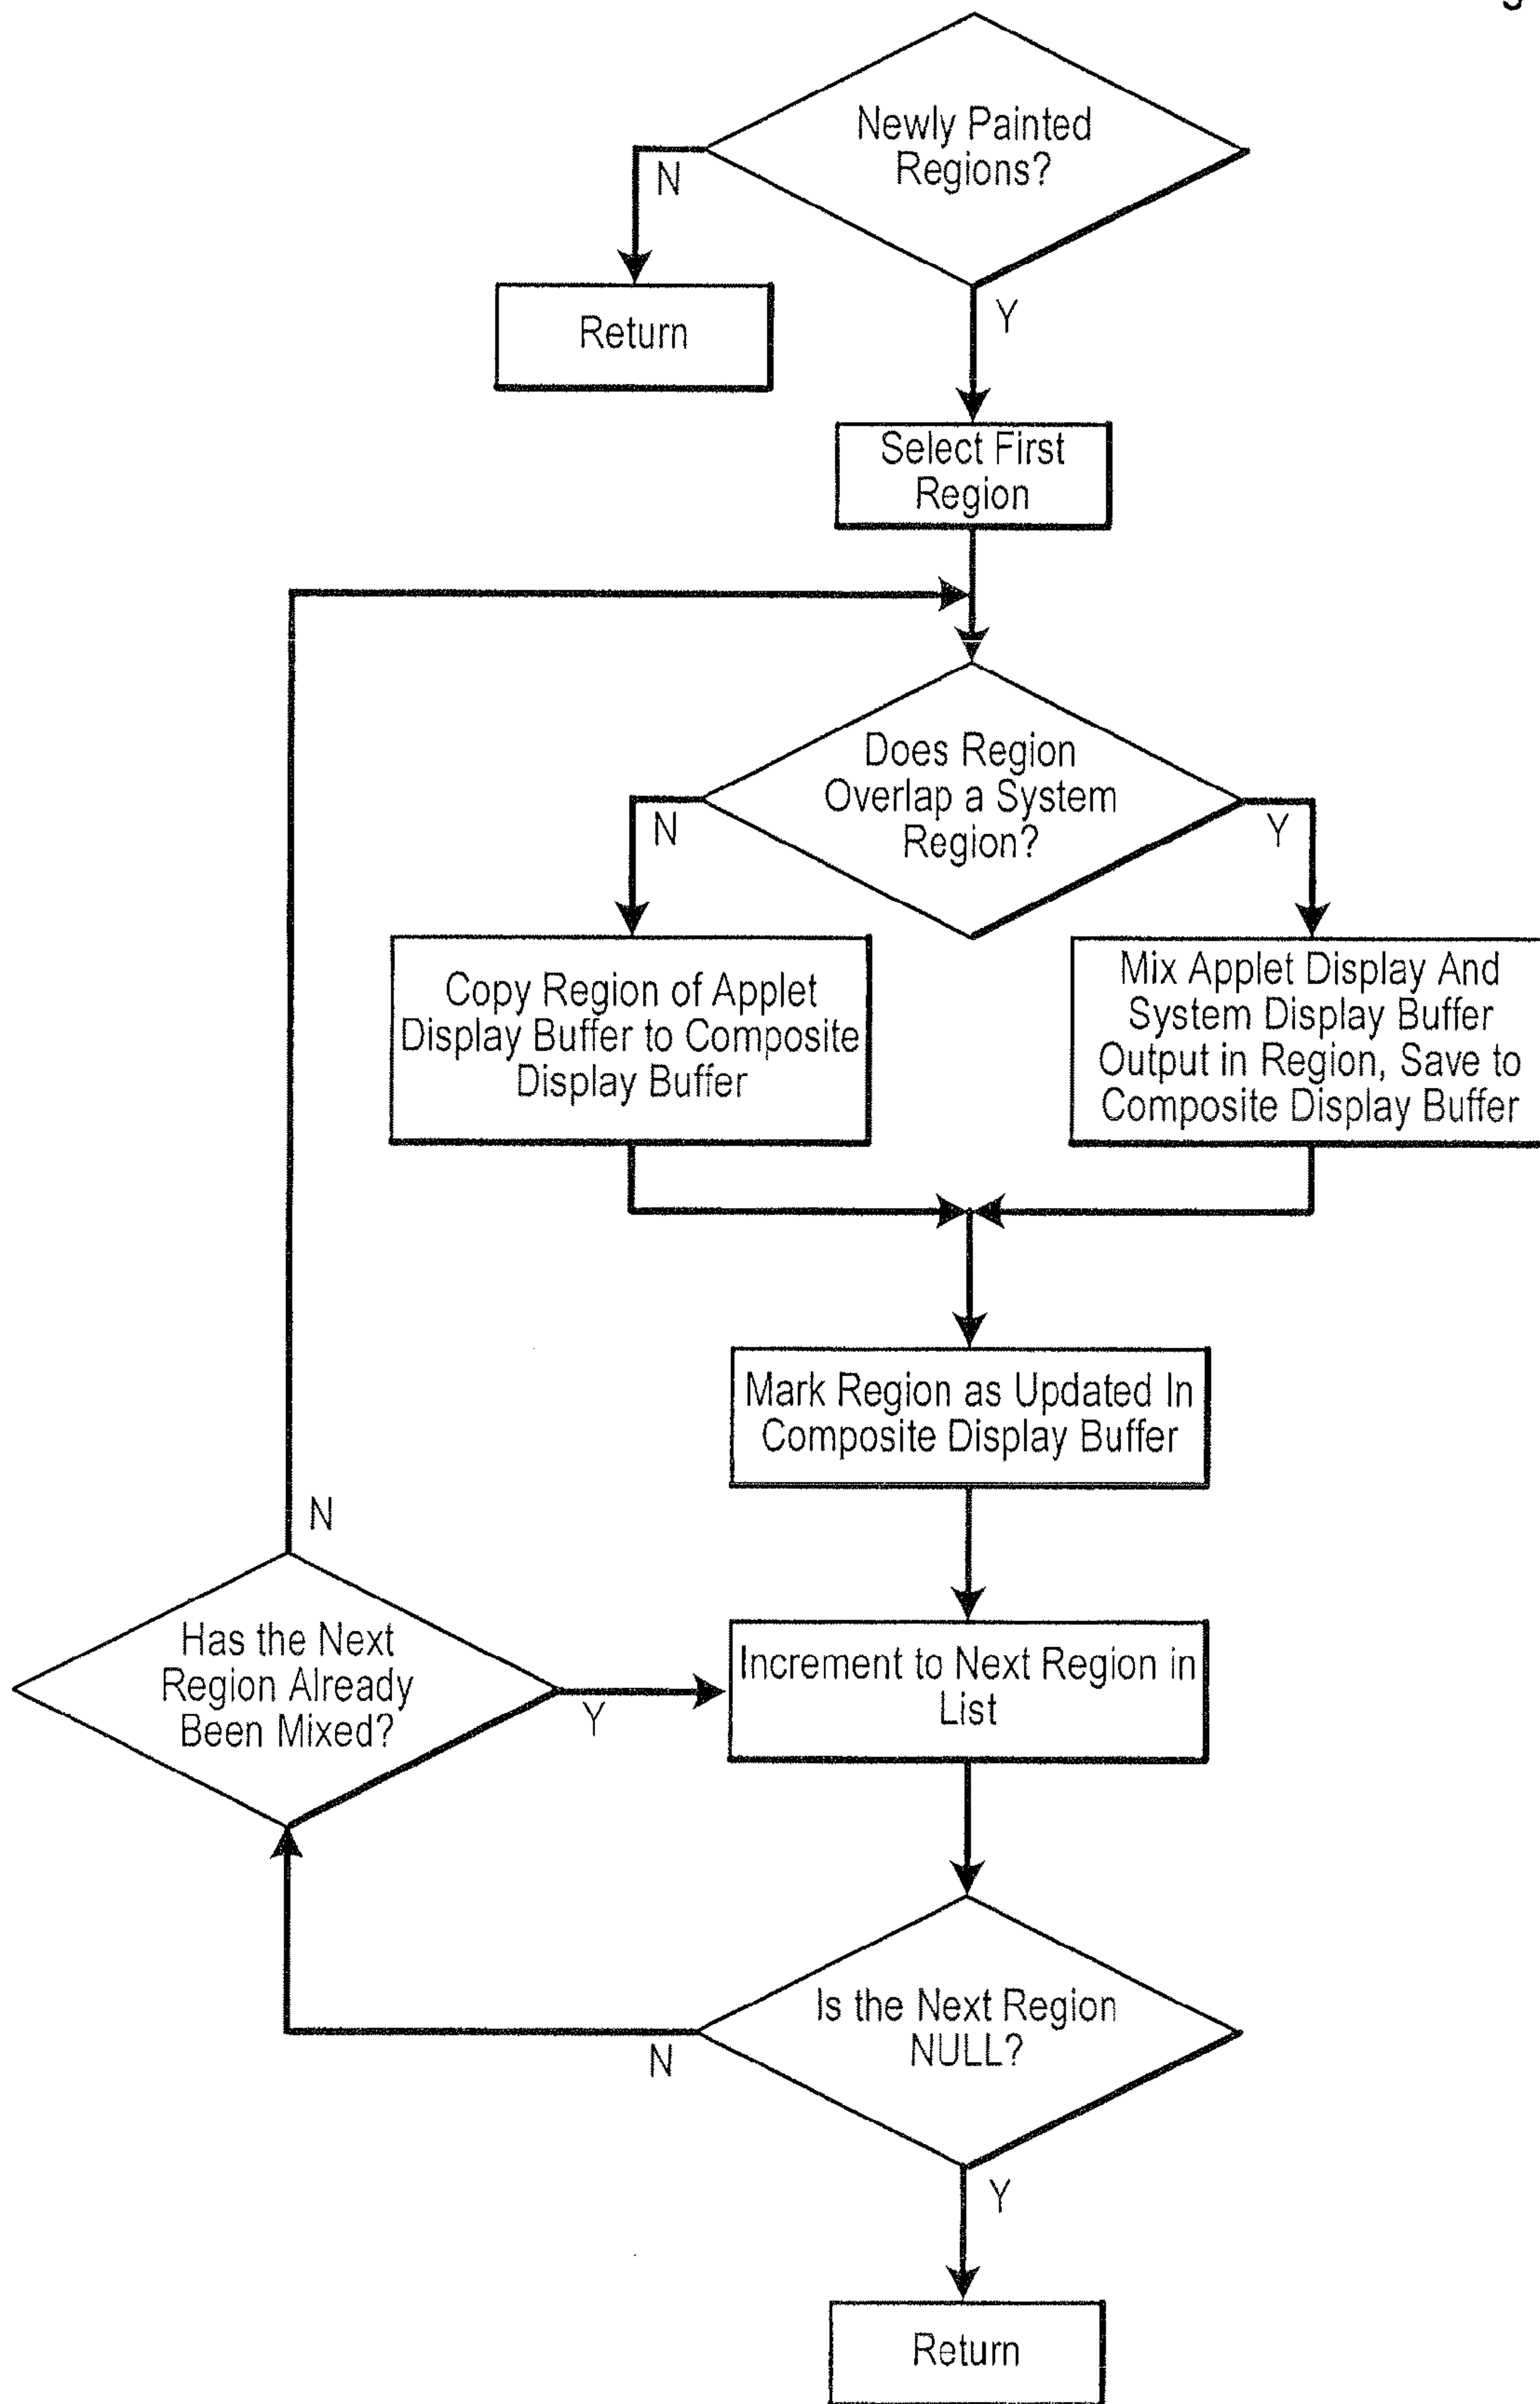 Newly Painted
Regions?
N
Y
Return
Select First
Region
Does Region
Overlap a System
Region?
N
Y
Copy Region of Applet
Display Buffer to Composite
Display Buffer
Mix Applet Display And
System Display Buffer
Output in Region, Save to
Composite Display Buffer
Mark Region as Updated In
Composite Display Buffer
N
Has the Next
Region Already
Been Mixed?
Y
Increment to Next Region in
List
Is the Next Region
NULL?
N
Y
Return